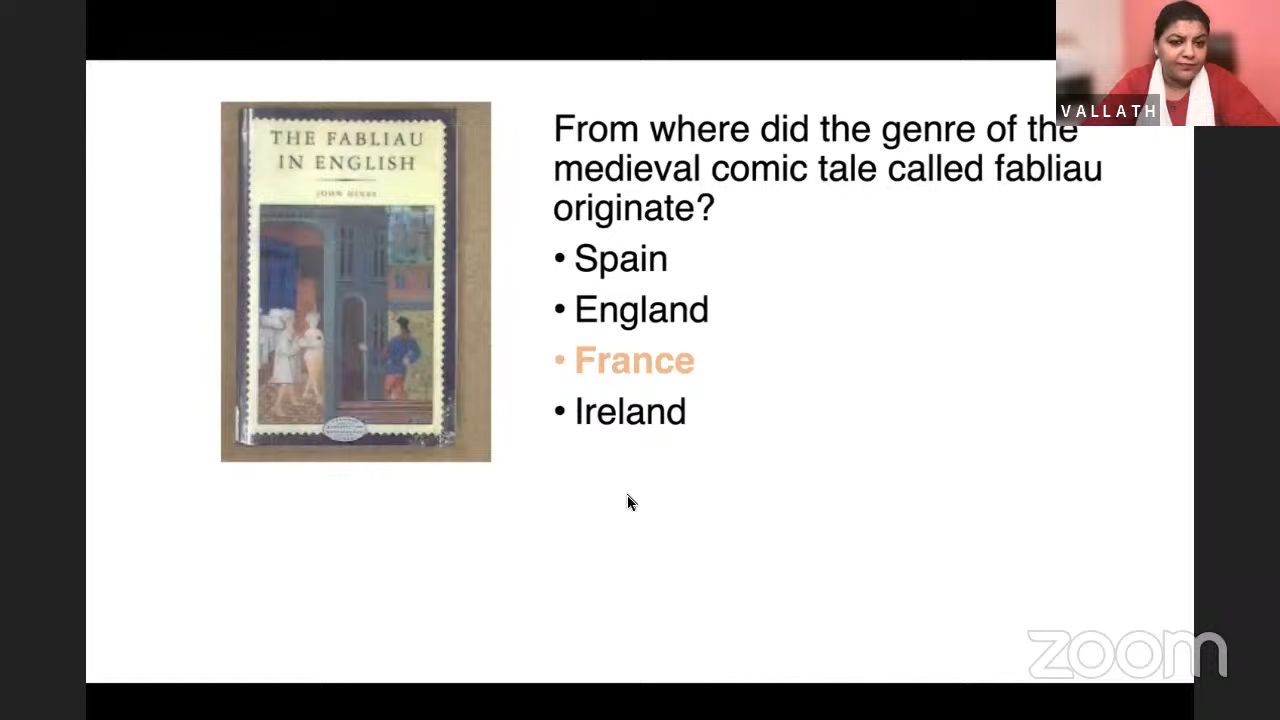 VALLATH
THE FABLIAU
IN ENGLISH
JOHN HINES
From where did the genre of the
medieval comic tale called fabliau
originate?
• Spain
• England
• France
• Ireland
zoom